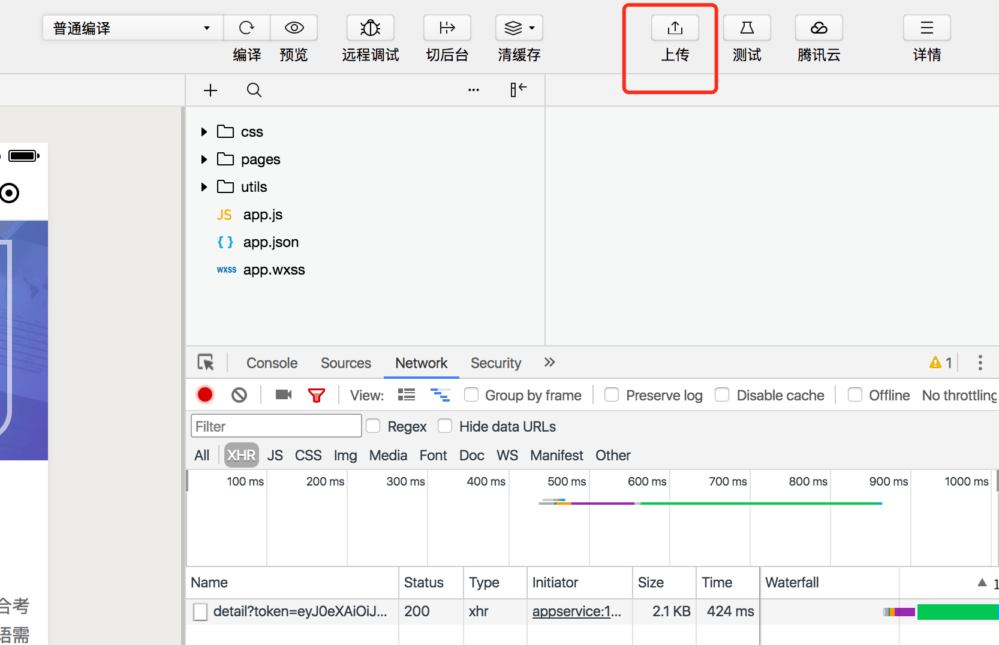 普通编译
编译
预览
远程调试
切后台
清缓存
上传
测试
腾讯云
详情
css
pages
utils
JS app.js
{ } app.json
wxss app.wxss
Console Sources Network Security » 1
View: Group by frame Preserve log Disable cache Offline No throttling
Filter Regex Hide data URLs
All XHR JS CSS Img Media Font Doc WS Manifest Other
100 ms 200 ms 300 ms 400 ms 500 ms 600 ms 700 ms 800 ms 900 ms 1000 ms
Name Status Type Initiator Size Time Waterfall ▲ 1
detail?token=eyJ0eXAiOiJ... 200 xhr appservice:1... 2.1 KB 424 ms
合考
语需